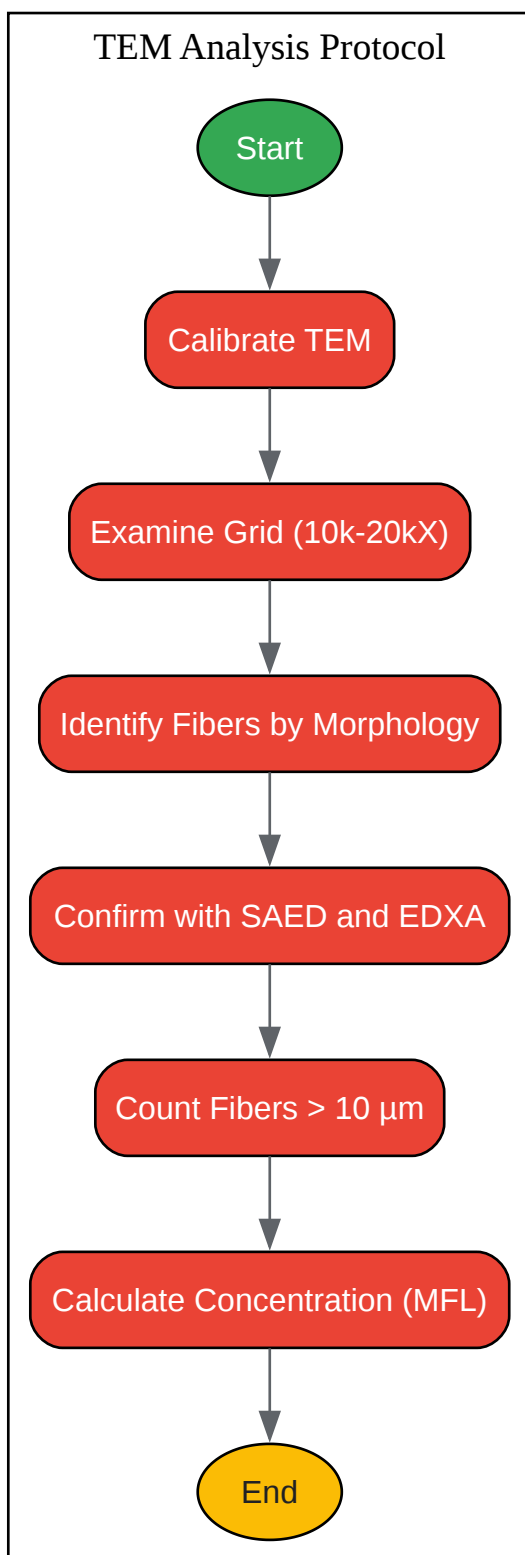 TEM Analysis Protocol
Start
Calibrate TEM
Examine Grid (10k-20kX)
Identify Fibers by Morphology
Confirm with SAED and EDXA
Count Fibers > 10 µm
Calculate Concentration (MFL)
End